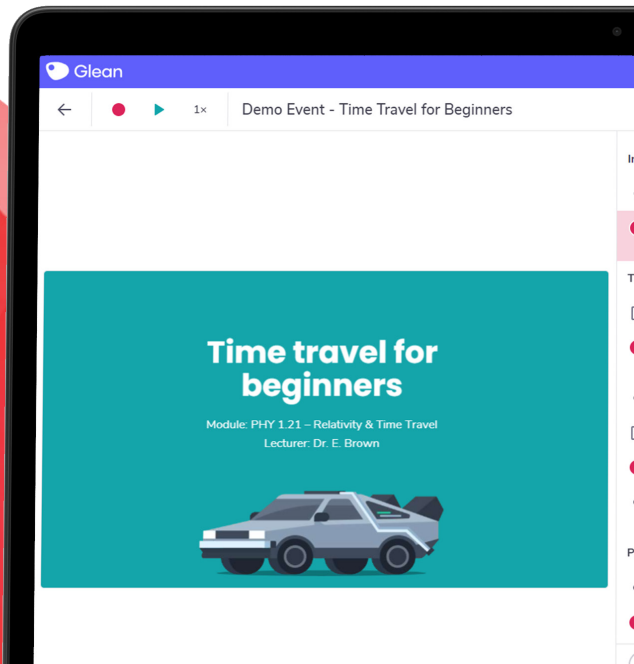 Glean
1× Demo Event - Time Travel for Beginners
Time travel for
beginners
Module: PHY 1.21 – Relativity & Time Travel
Lecturer: Dr. E. Brown